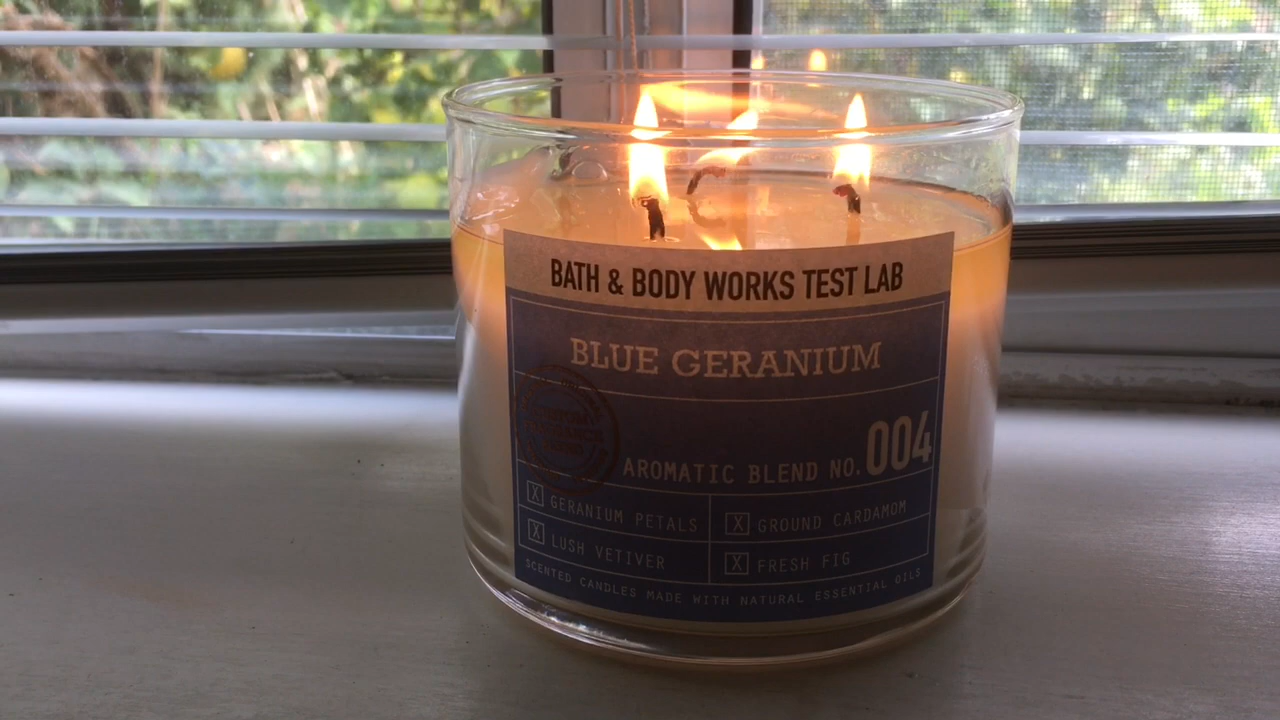 BATH & BODY WORKS TEST LAB
BLUE GERANIUM
AROMATIC BLEND NO. 004
X GERANIUM PETALS
X GROUND CARDAMOM
X LUSH VETIVER
X FRESH FIG
SCENTED CANDLES MADE WITH NATURAL ESSENTIAL OILS